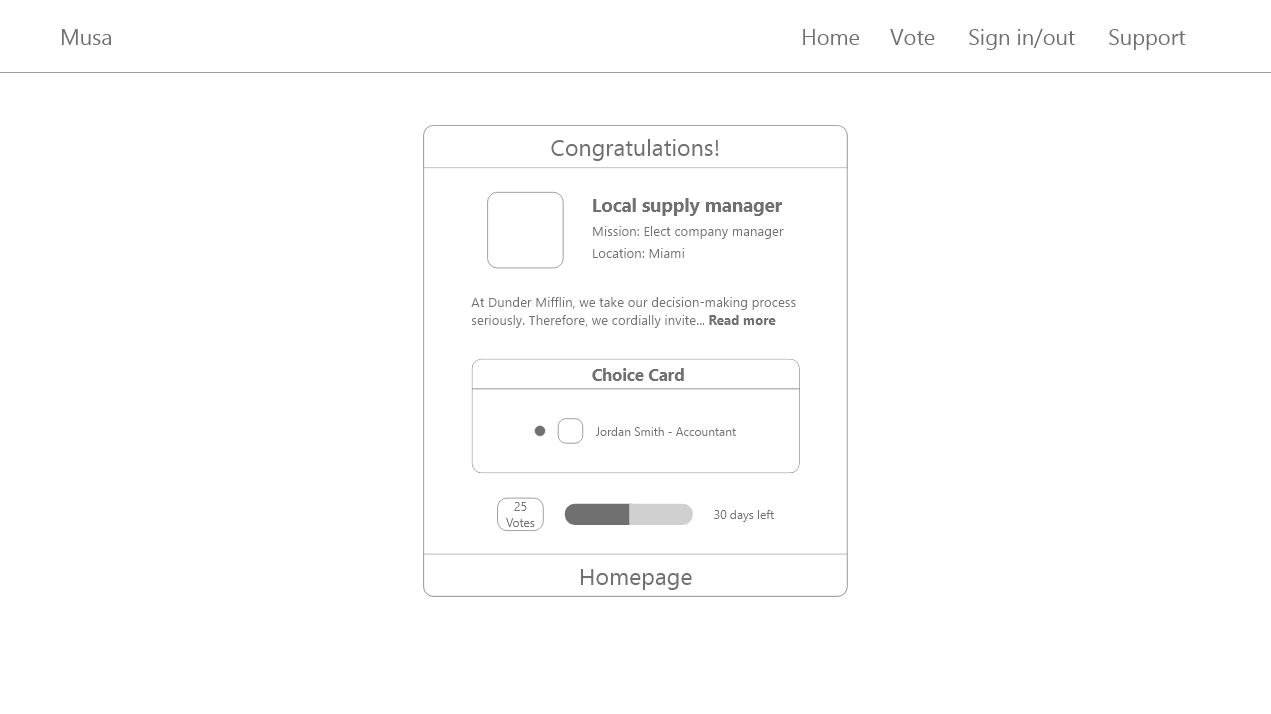 Musa
Home Vote Sign in/out Support
Congratulations!
Local supply manager
Mission: Elect company manager
Location: Miami
At Dunder Mifflin, we take our decision-making process
seriously. Therefore, we cordially invite... Read more
Choice Card
Jordan Smith - Accountant
25
Votes
30 days left
Homepage